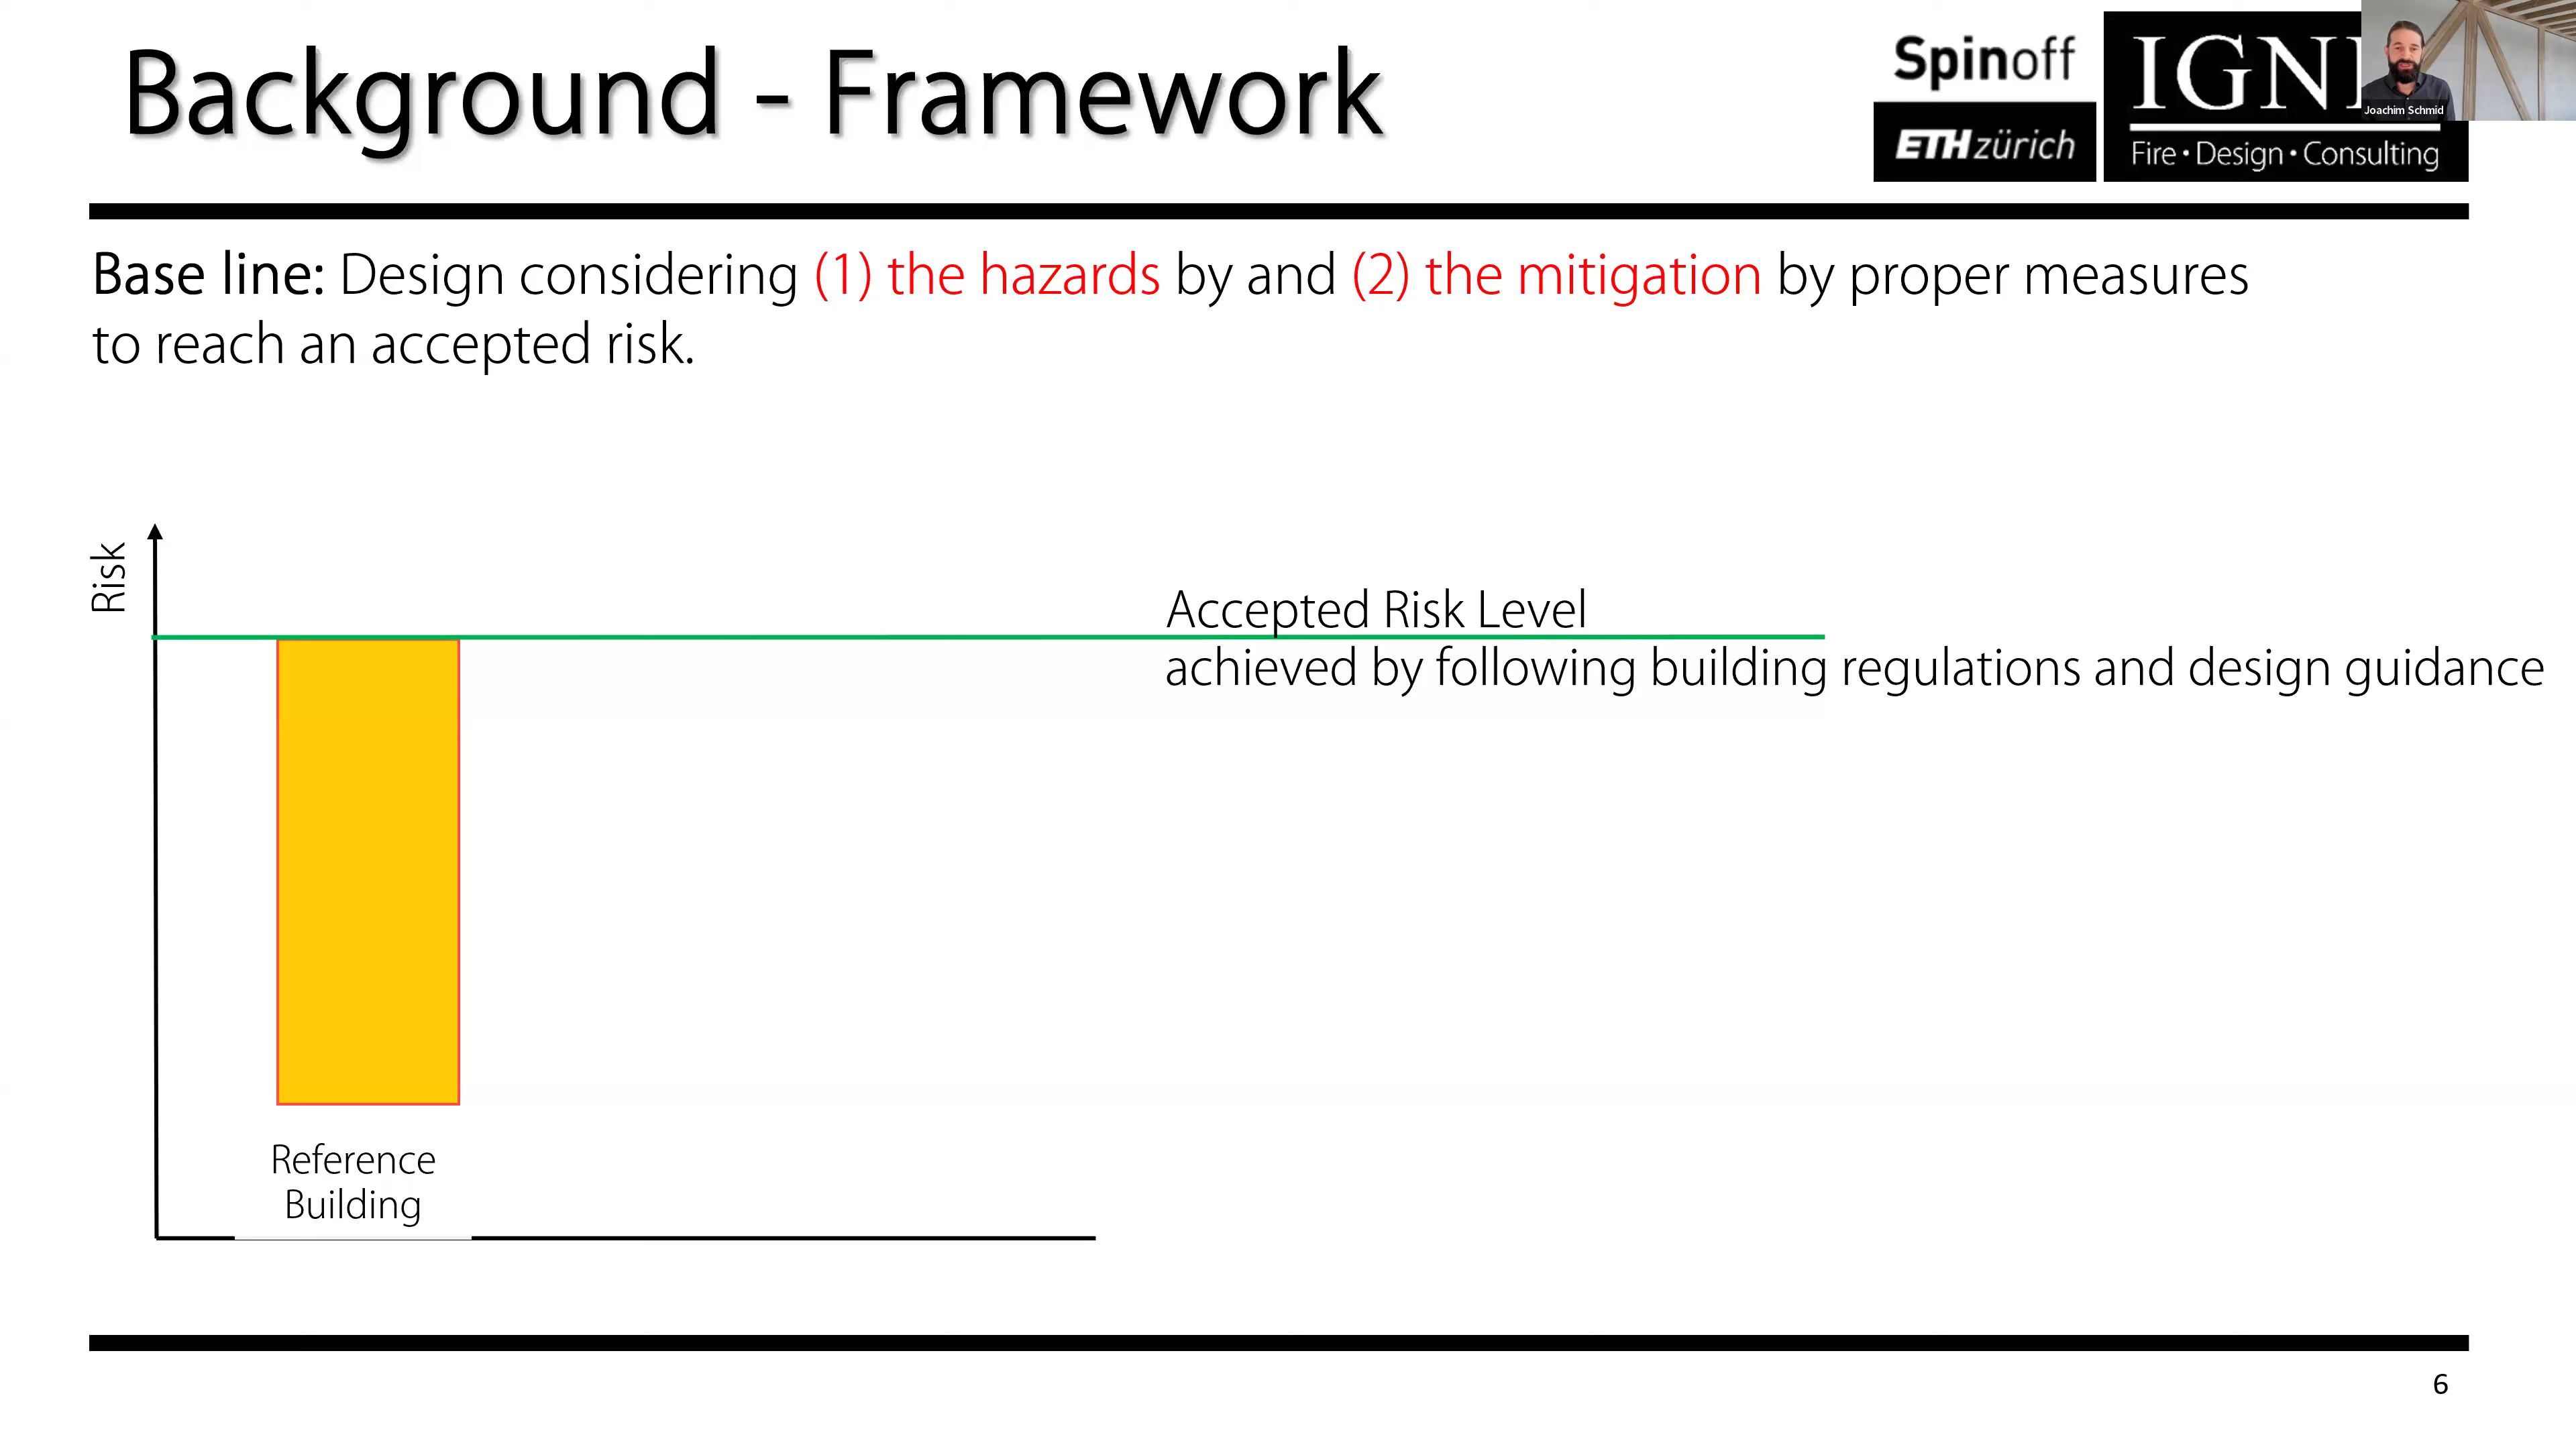 Background - Framework
Spinoff
ETH zürich
IGNI
Joachim Schmid
Fire • Design • Consulting
Base line: Design considering (1) the hazards by and (2) the mitigation by proper measures
to reach an accepted risk.
Risk
Accepted Risk Level
achieved by following building regulations and design guidance
Reference
Building
6